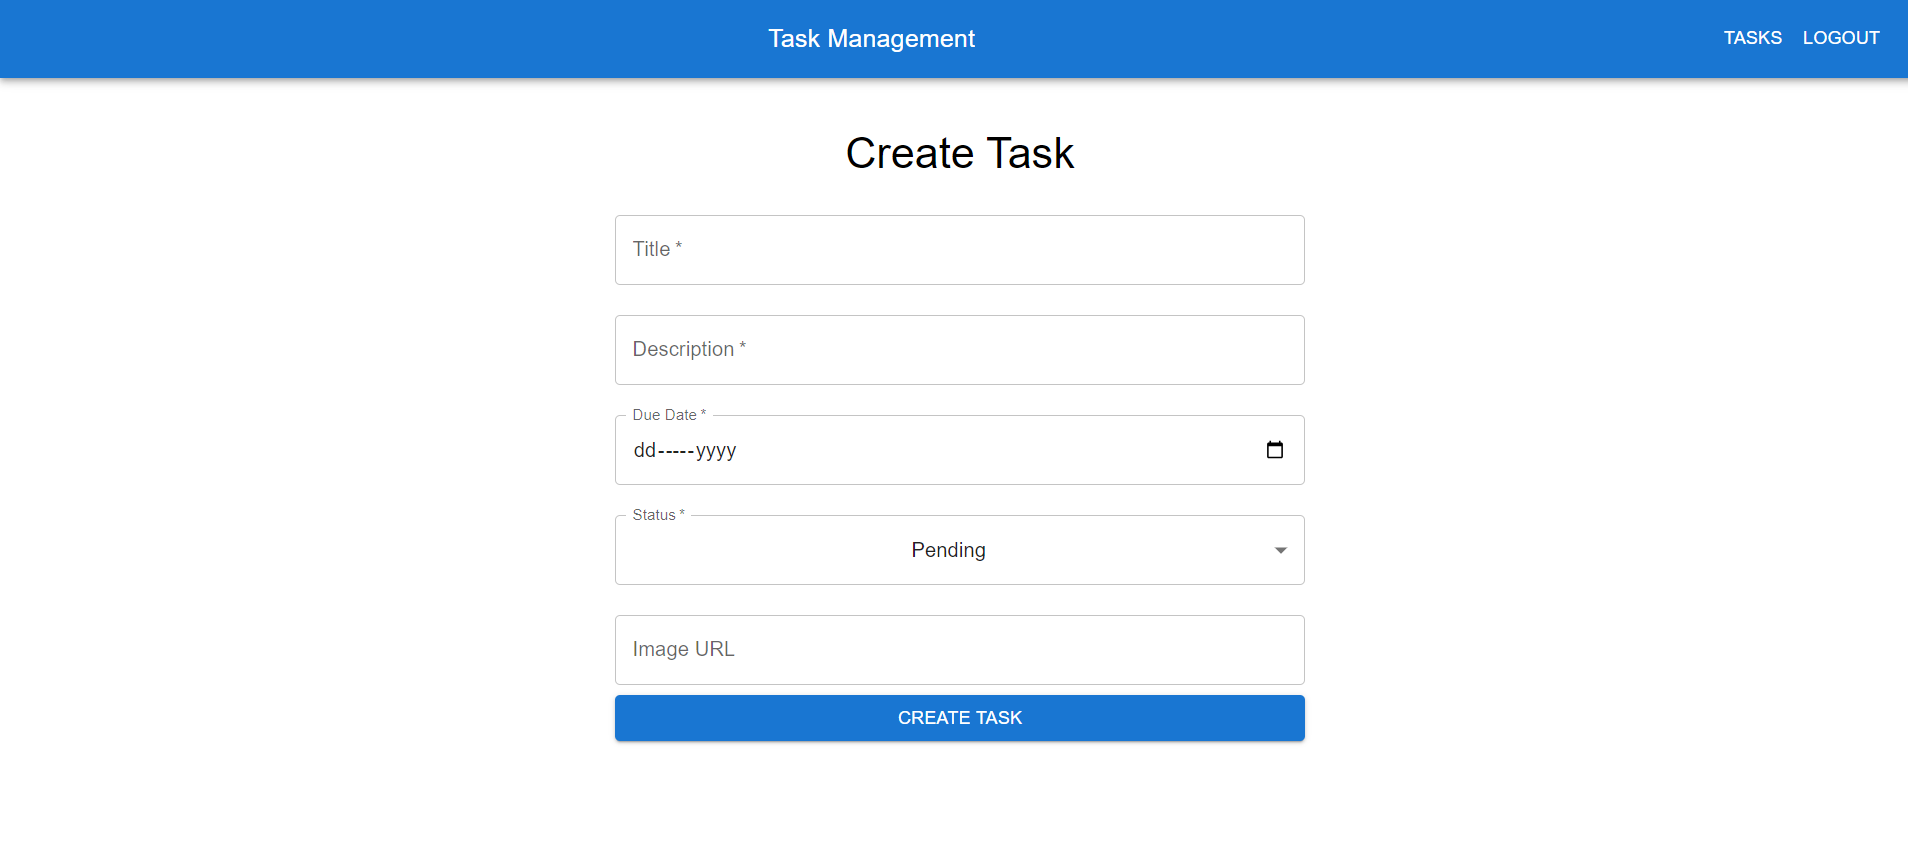 Task Management
TASKS LOGOUT
Create Task
Title *
Description *
Due Date *
dd-----yyyy
Status *
Pending
Image URL
CREATE TASK